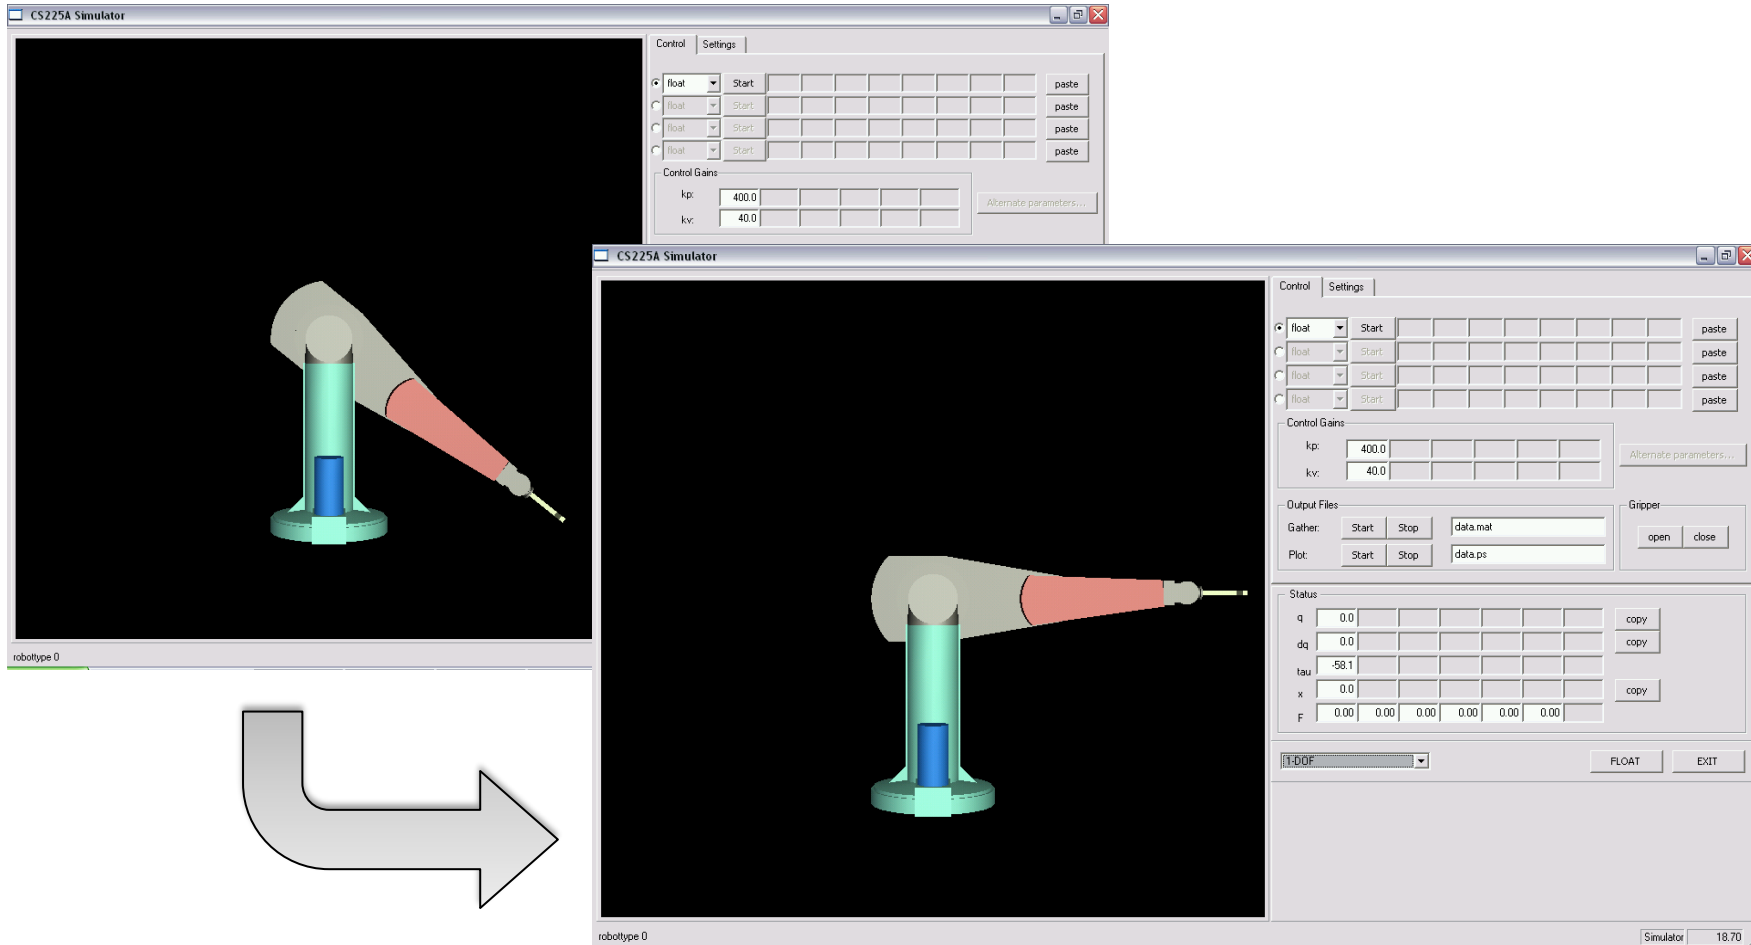 CS225A Simulator
Control Settings
float Start paste
float Start paste
float Start paste
float Start paste
Control Gains
kp: 400.0
Alternate parameters...
kv: 40.0
robottype 0
CS225A Simulator
Control Settings
float Start paste
float Start paste
float Start paste
float Start paste
Control Gains
kp: 400.0
Alternate parameters...
kv: 40.0
Output Files Gripper
Gather: Start Stop data.mat
open close
Plot: Start Stop data.ps
Status
q 0.0 copy
dq 0.0 copy
tau -58.1
x 0.0 copy
F 0.00 0.00 0.00 0.00 0.00 0.00
1-DOF FLOAT EXIT
robottype 0 Simulator 18.70